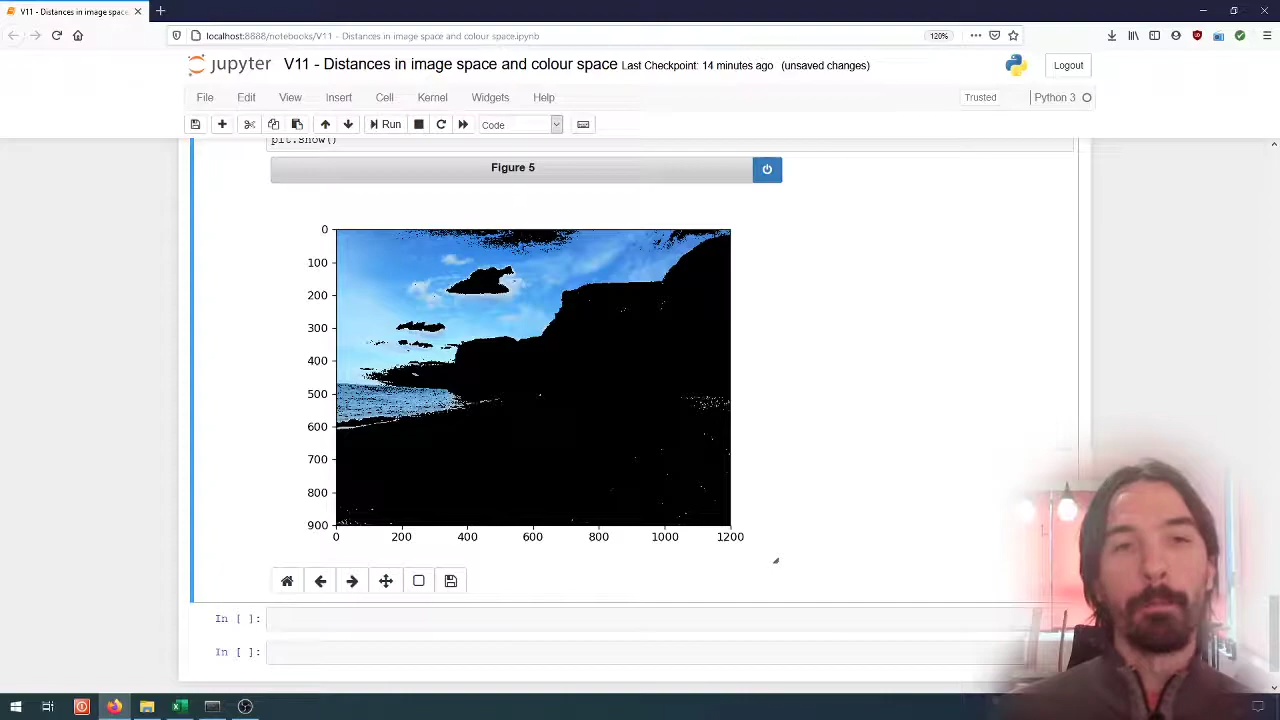 V11 - Distances in image space
localhost:8888/notebooks/V11 - Distances in image space and colour space.ipynb
120%
jupyter V11 - Distances in image space and colour space Last Checkpoint: 14 minutes ago (unsaved changes)
Logout
File Edit View Insert Cell Kernel Widgets Help
Trusted
Python 3
Run
Code
plt.show()
Figure 5
0
100
200
300
400
500
600
700
800
900
0 200 400 600 800 1000 1200
In [ ]:
In [ ]: